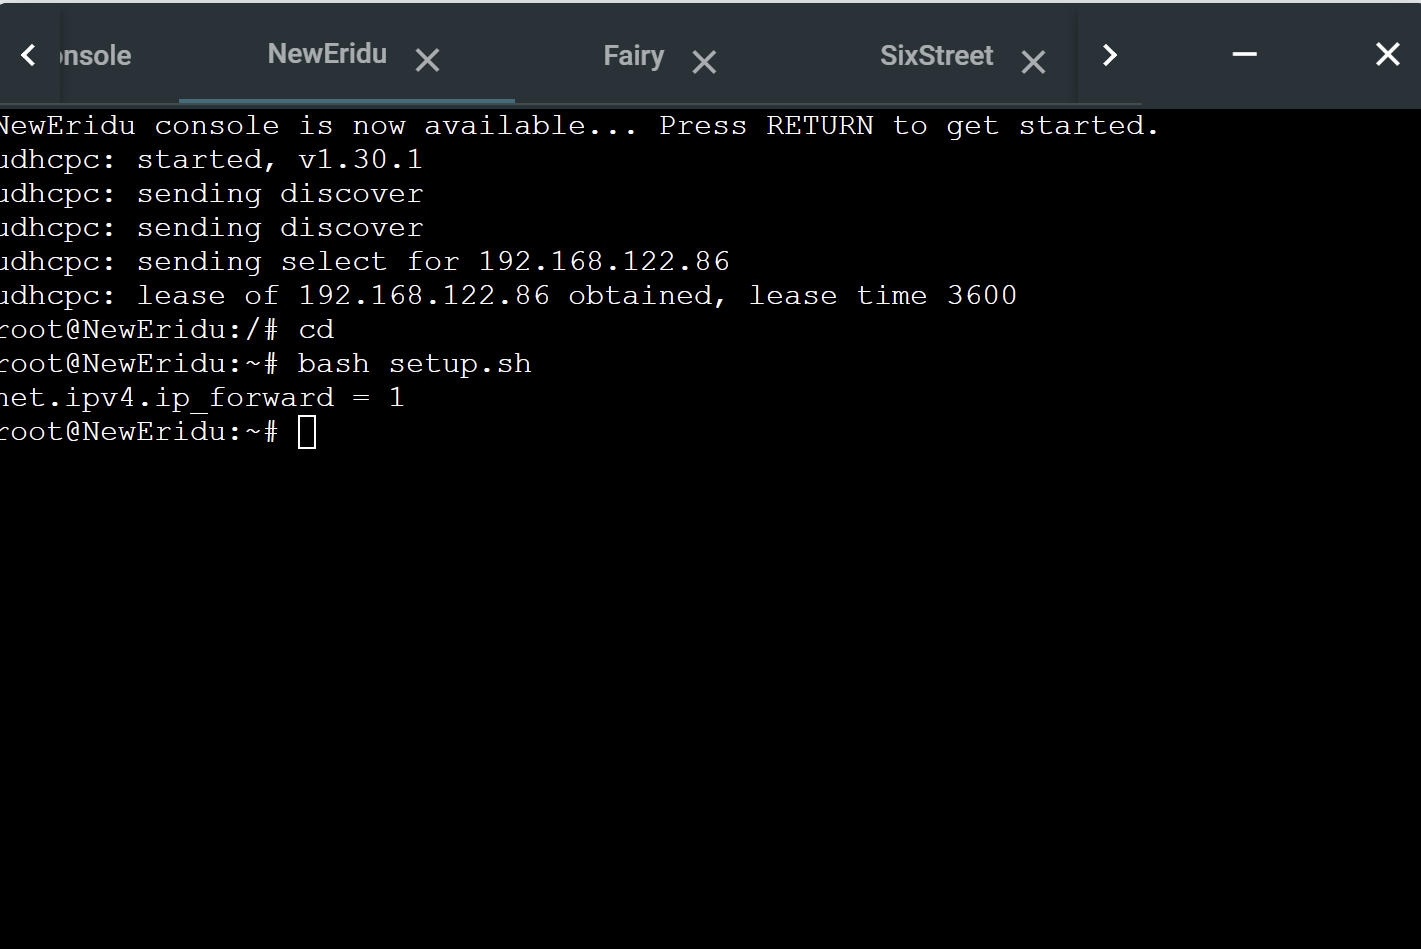 onsole NewEridu Fairy SixStreet
NewEridu console is now available... Press RETURN to get started.
udhcpc: started, v1.30.1
udhcpc: sending discover
udhcpc: sending discover
udhcpc: sending select for 192.168.122.86
udhcpc: lease of 192.168.122.86 obtained, lease time 3600
root@NewEridu:/# cd
root@NewEridu:~# bash setup.sh
net.ipv4.ip_forward = 1
root@NewEridu:~#